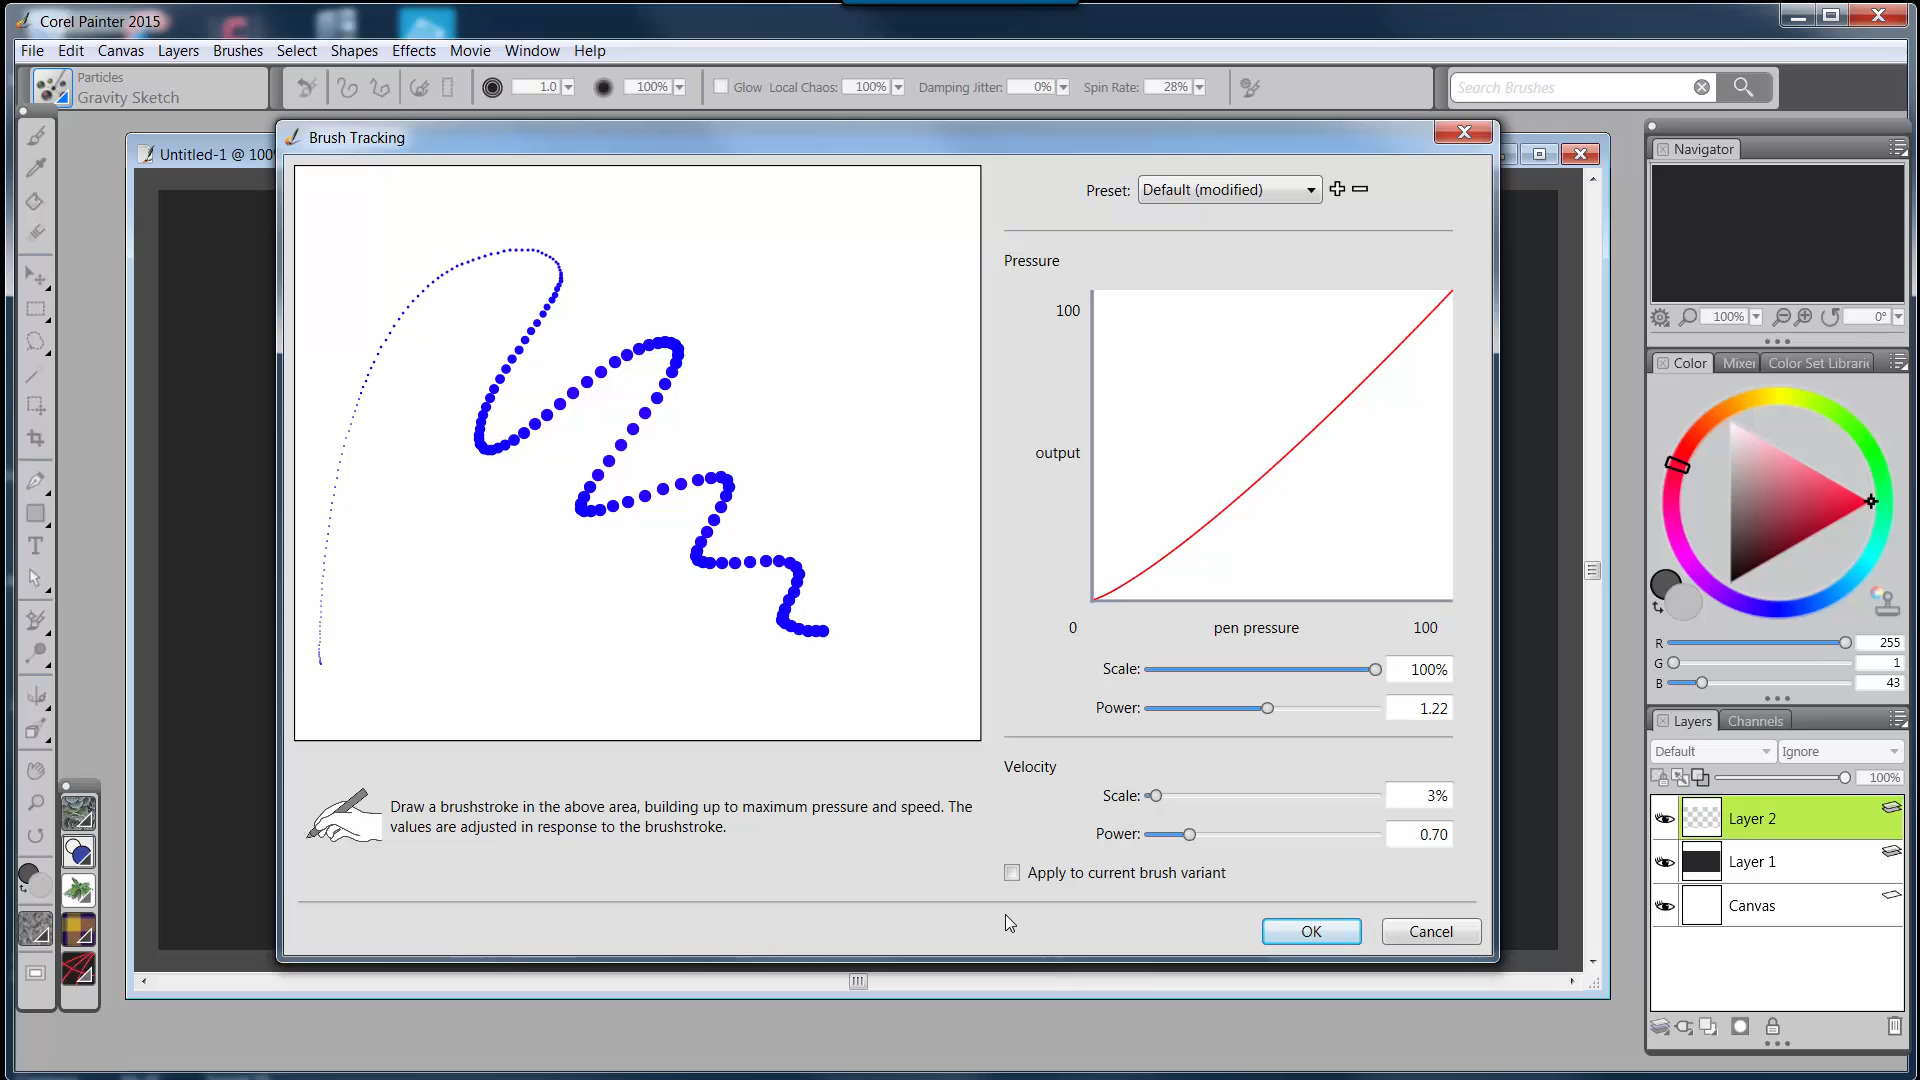 Corel Painter 2015
File Edit Canvas Layers Brushes Select Shapes Effects Movie Window Help
Particles
Gravity Sketch
1.0 100% Glow Local Chaos: 100% Damping Jitter: 0% Spin Rate: 28%
Search Brushes
Untitled-1 @ 100
Brush Tracking
Preset: Default (modified)
Pressure
100
output
0 pen pressure 100
Scale: 100%
Power: 1.22
Velocity
Scale: 3%
Power: 0.70
Apply to current brush variant
Draw a brushstroke in the above area, building up to maximum pressure and speed. The
values are adjusted in response to the brushstroke.
OK Cancel
Navigator
100% 0°
Color Mixer Color Set Librari
R 255
G 1
B 43
Layers Channels
Default Ignore
100%
Layer 2
Layer 1
Canvas
T